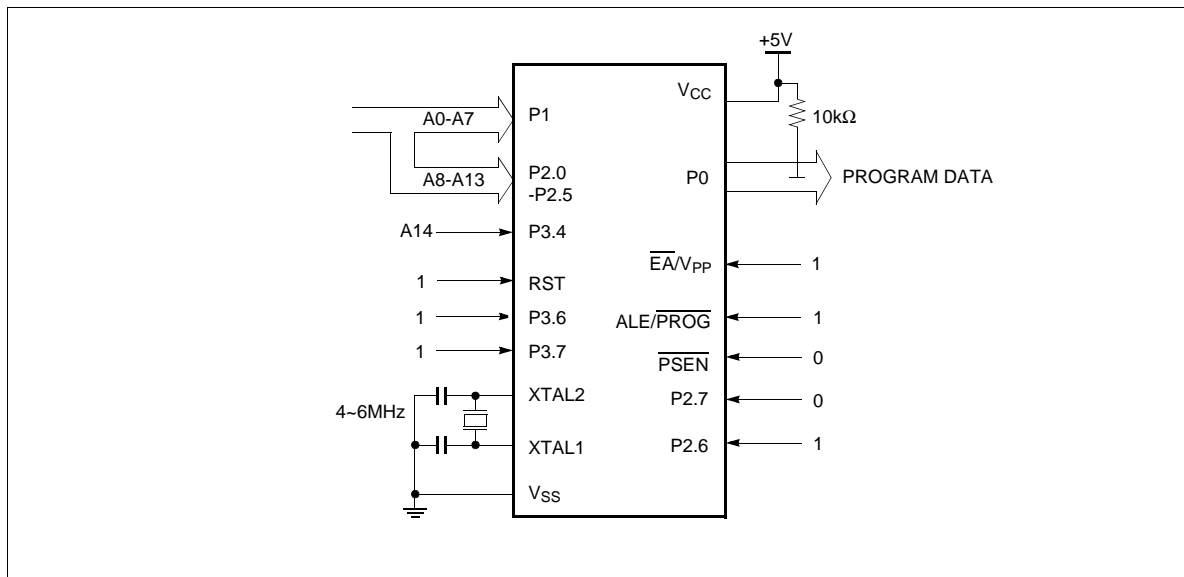 +5V
VCC
10kΩ
P1
A0-A7
P2.0
-P2.5
A8-A13
P0
PROGRAM DATA
A14
P3.4
EA/VPP
1
1
RST
1
P3.6
ALE/PROG
1
1
P3.7
PSEN
0
XTAL2
4~6MHz
P2.7
0
XTAL1
P2.6
1
VSS